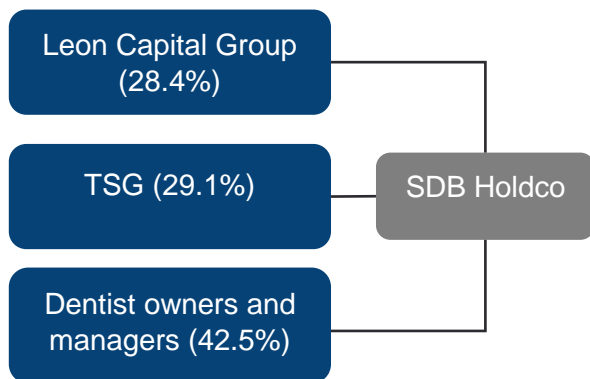 Leon Capital Group
(28.4%)
TSG (29.1%)
SDB Holdco
Dentist owners and
managers (42.5%)